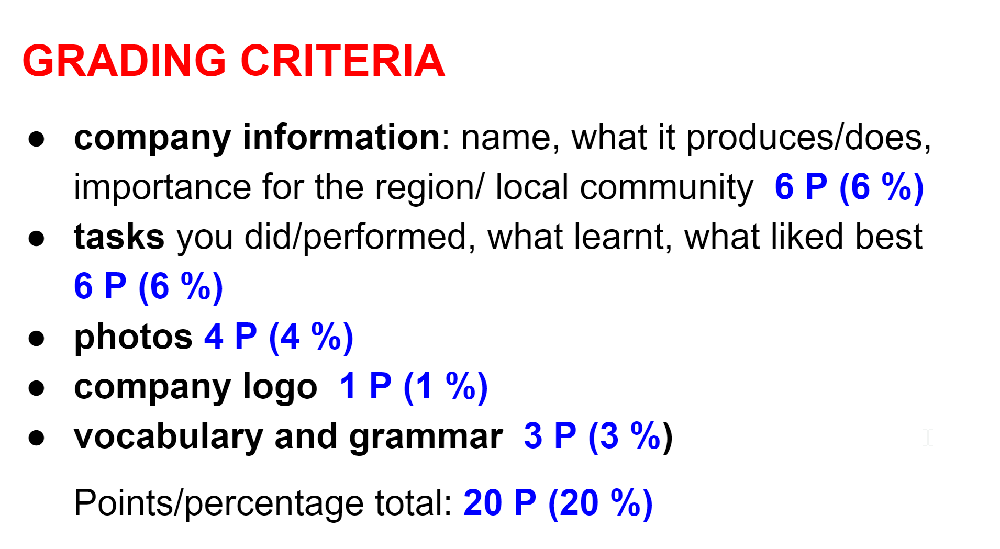 GRADING CRITERIA
● company information: name, what it produces/does,
importance for the region/ local community 6 P (6 %)
● tasks you did/performed, what learnt, what liked best
6 P (6 %)
● photos 4 P (4 %)
● company logo 1 P (1 %)
● vocabulary and grammar 3 P (3 %)
Points/percentage total: 20 P (20 %)